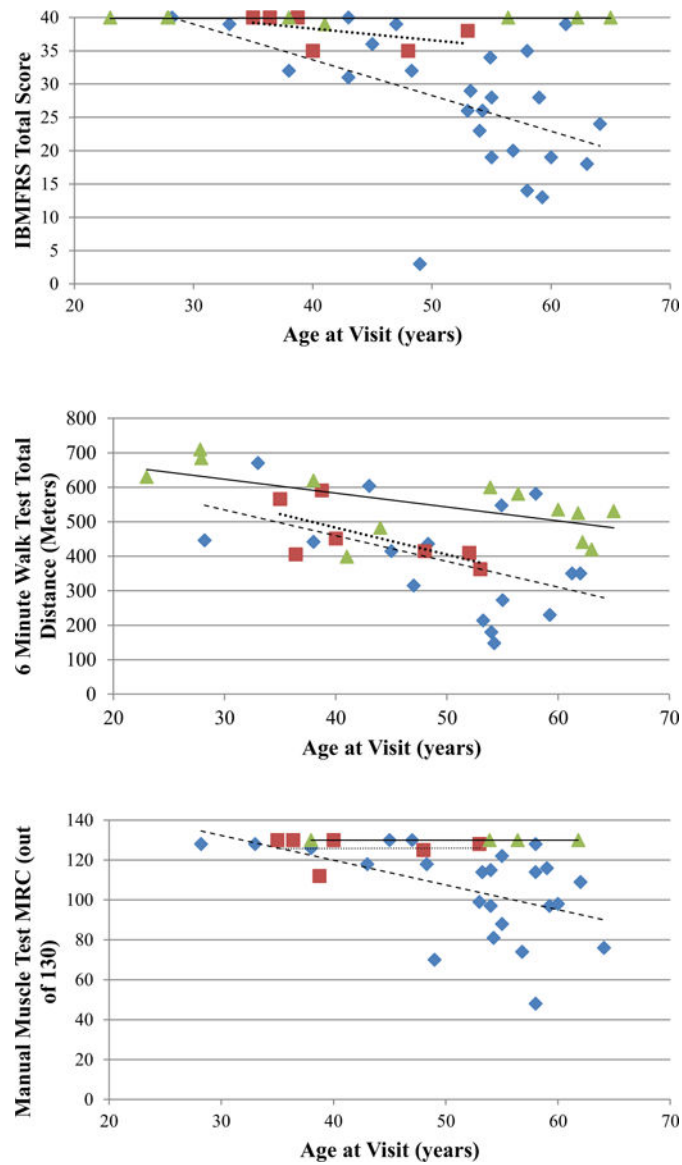 IBMFRS Total Score
40
35
30
25
20
15
10
5
0
20 30 40 50 60 70
Age at Visit (years)
6 Minute Walk Test Total
Distance (Meters)
800
700
600
500
400
300
200
100
0
20 30 40 50 60 70
Age at Visit (years)
Manual Muscle Test MRC (out
of 130)
140
120
100
80
60
40
20
0
20 30 40 50 60 70
Age at Visit (years)